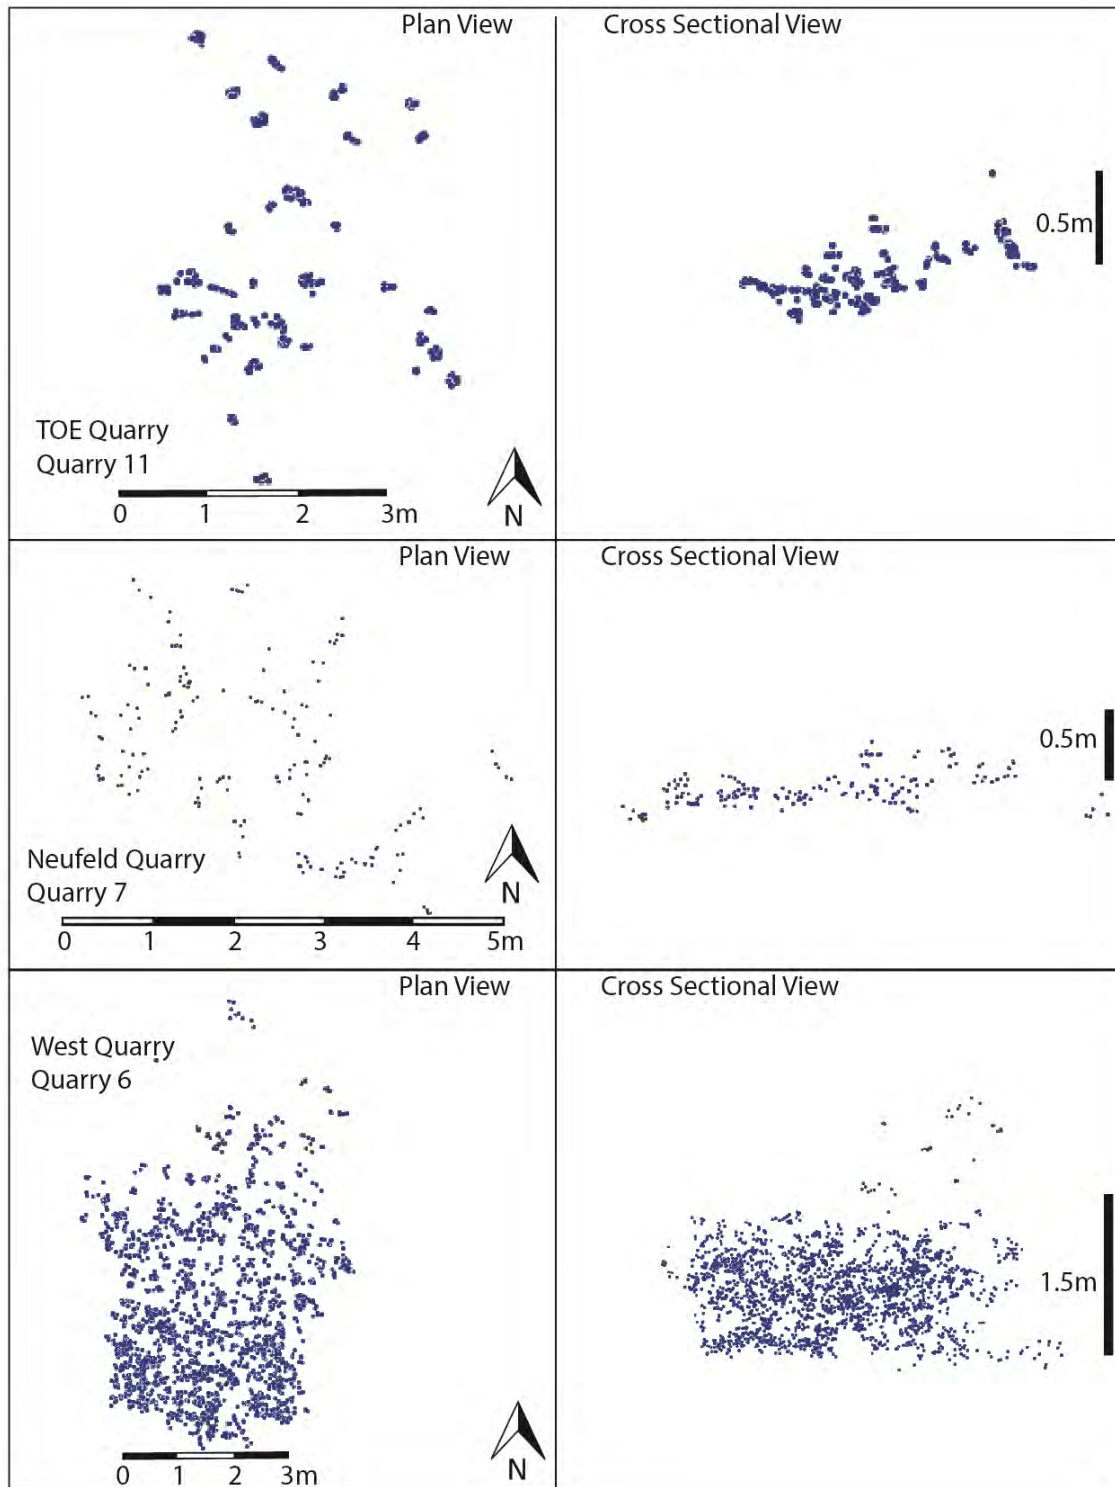 Plan View
Cross Sectional View
0.5m
TOE Quarry
Quarry 11
N
0 1 2 3m
Plan View
Cross Sectional View
0.5m
Neufeld Quarry
Quarry 7
N
0 1 2 3 4 5m
Plan View
Cross Sectional View
West Quarry
Quarry 6
1.5m
N
0 1 2 3m